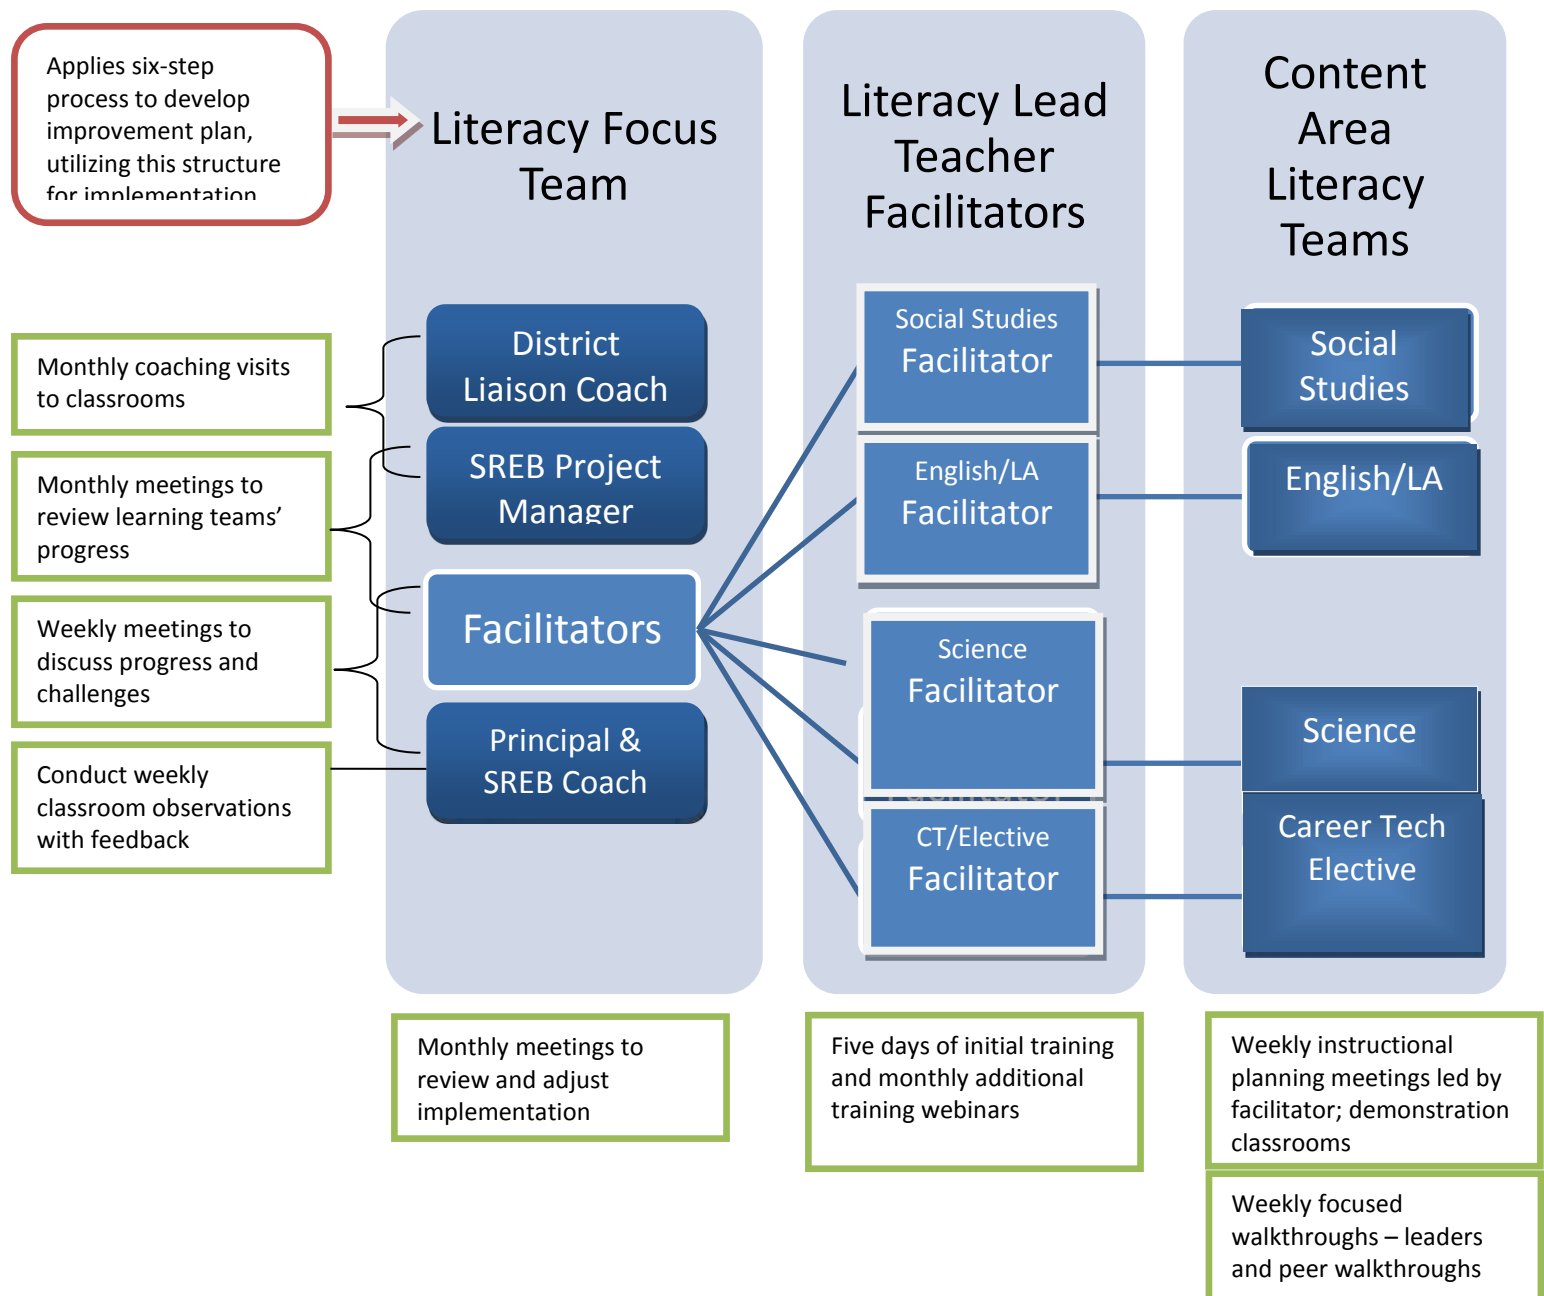 Applies six-step
process to develop
improvement plan,
utilizing this structure
for implementation
Literacy Focus
Team
Literacy Lead
Teacher
Facilitators
Content
Area
Literacy
Teams
Monthly coaching visits
to classrooms
Monthly meetings to
review learning teams’
progress
Weekly meetings to
discuss progress and
challenges
Conduct weekly
classroom observations
with feedback
District
Liaison Coach
SREB Project
Manager
Facilitators
Principal &
SREB Coach
Social Studies
Facilitator
English/LA
Facilitator
Science
Facilitator
Facilitator
CT/Elective
Facilitator
Social
Studies
English/LA
Science
Career Tech
Elective
Monthly meetings to
review and adjust
implementation
Five days of initial training
and monthly additional
training webinars
Weekly instructional
planning meetings led by
facilitator; demonstration
classrooms
Weekly focused
walkthroughs – leaders
and peer walkthroughs